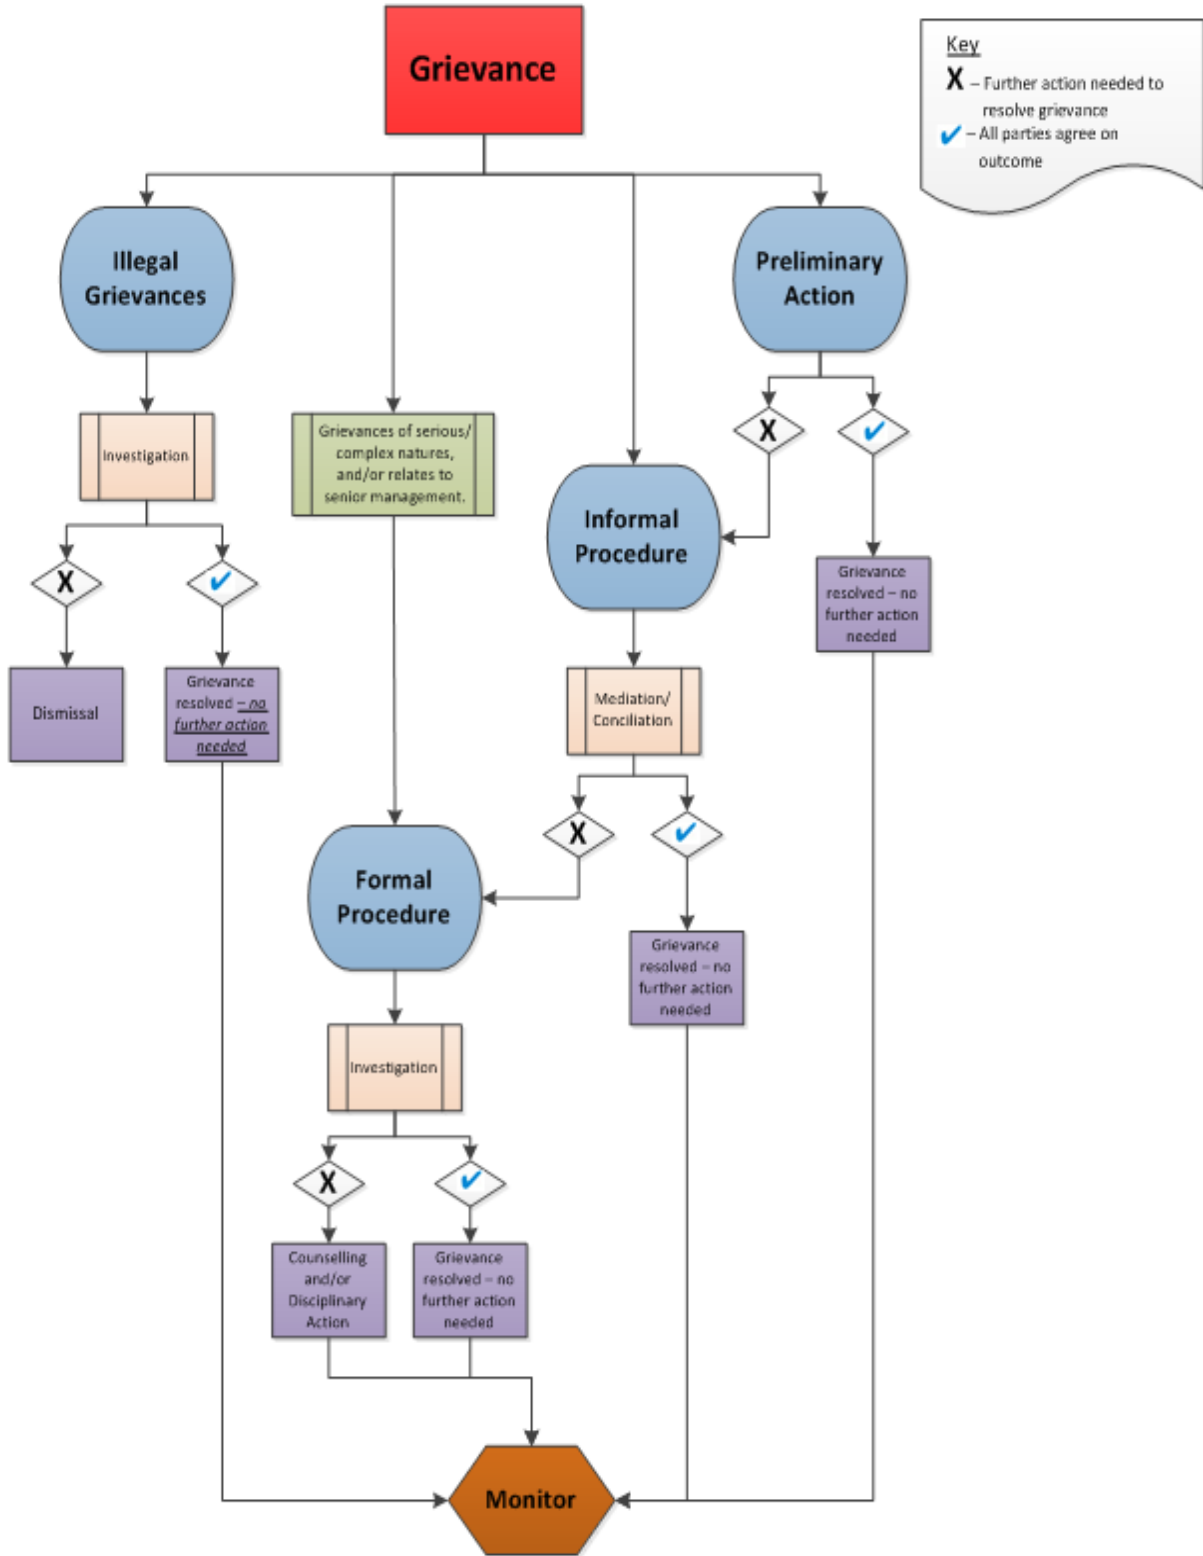 Grievance
Key
X – Further action needed to
resolve grievance
✔ – All parties agree on
outcome
Illegal
Grievances
Preliminary
Action
X
✔
Investigation
Grievances of serious/
complex natures,
and/or relates to
senior management.
Informal
Procedure
X
✔
Grievance
resolved – no
further action
needed
Dismissal
Grievance
resolved – no
further action
needed
Mediation/
Conciliation
X
✔
Formal
Procedure
Grievance
resolved – no
further action
needed
Investigation
X
✔
Counselling
and/or
Disciplinary
Action
Grievance
resolved – no
further action
needed
Monitor